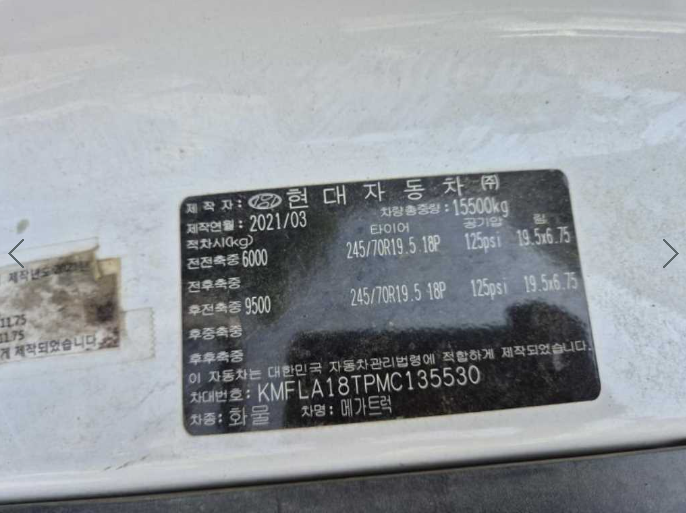 제 작 자 : 현 대 자 동 차 ㈜
제작연월 : 2021/03 차량총중량 : 15500kg
적차시(kg) 타이어 공기압 림
전전축중 6000 245/70R19.5 18P 125psi 19.5x6.75
전후축중
후전축중 9500 245/70R19.5 18P 125psi 19.5x6.75
후중축중
후후축중
이 자동차는 대한민국 자동차관리법령에 적합하게 제작되었습니다.
차대번호: KMFLA18TPMC135530
차종: 화물 차명: 메가트럭
11.75
11.75
게 제작되었습니다.